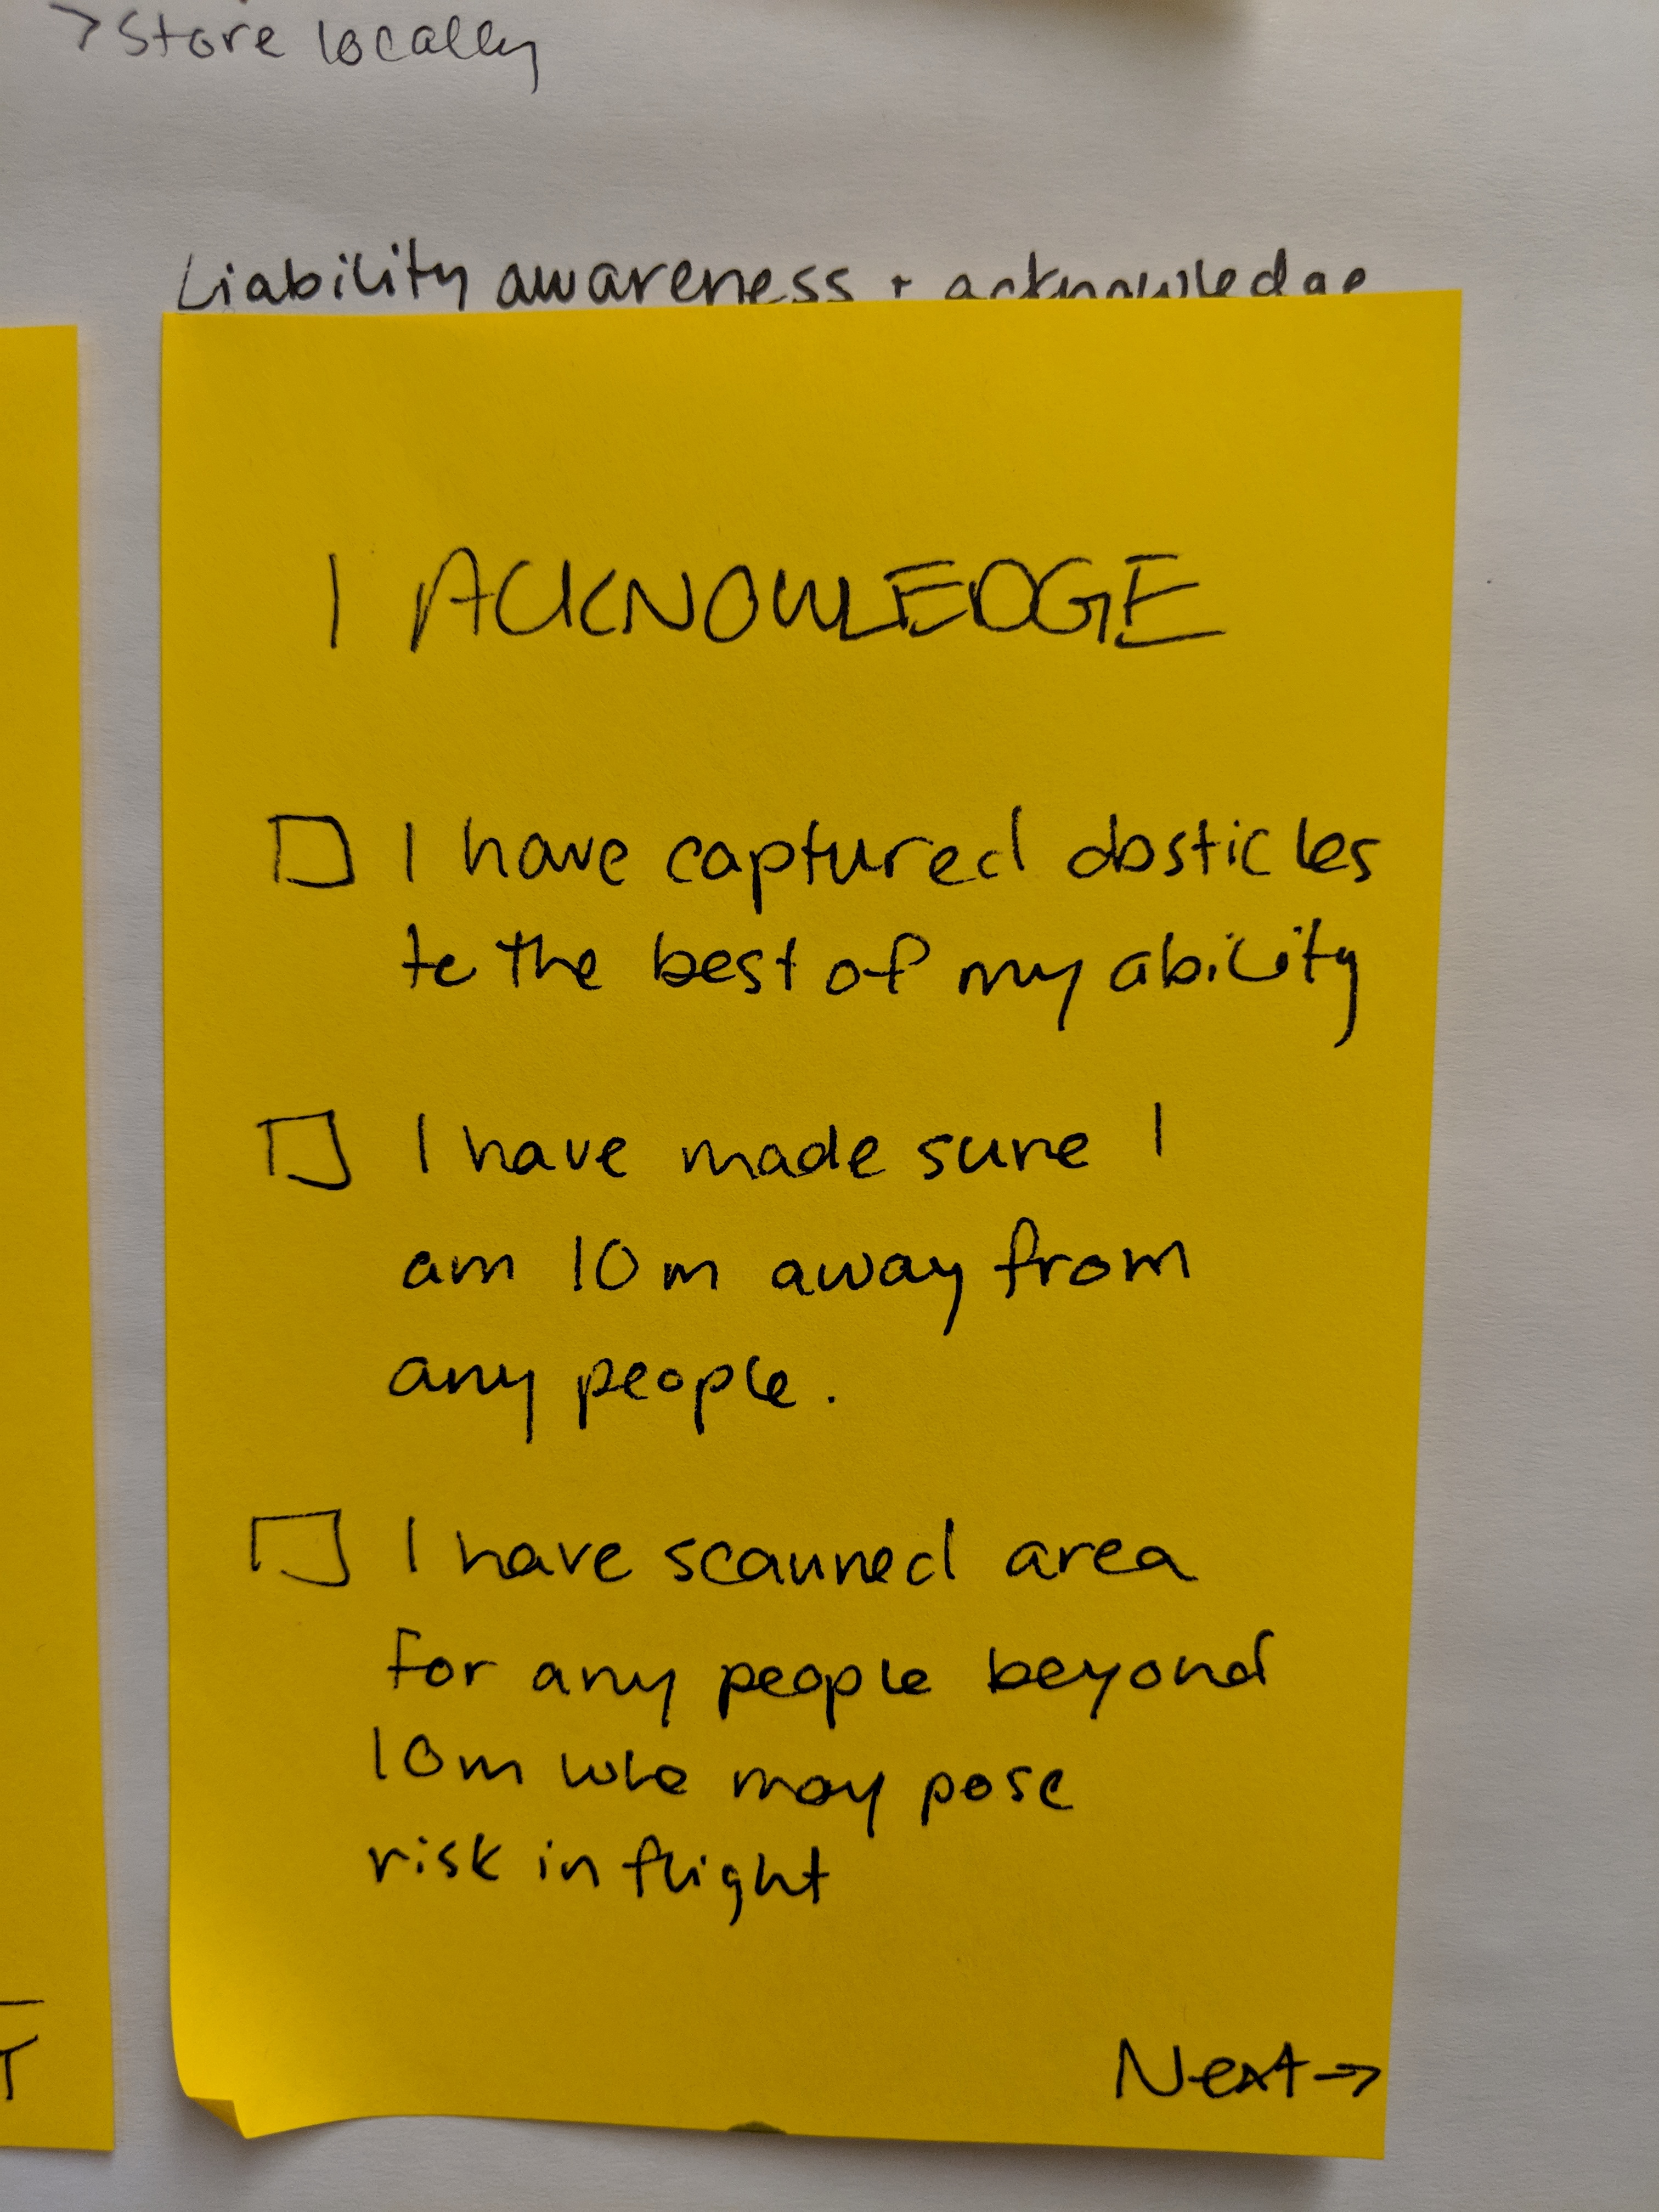 >Store locally
Liability awareness + acknowledge
I ACKNOWLEDGE
I have captured obsticles
to the best of my ability
I have made sure I
am 10m away from
any people.
I have scanned area
for any people beyond
10m who may pose
risk in flight
T
Next→